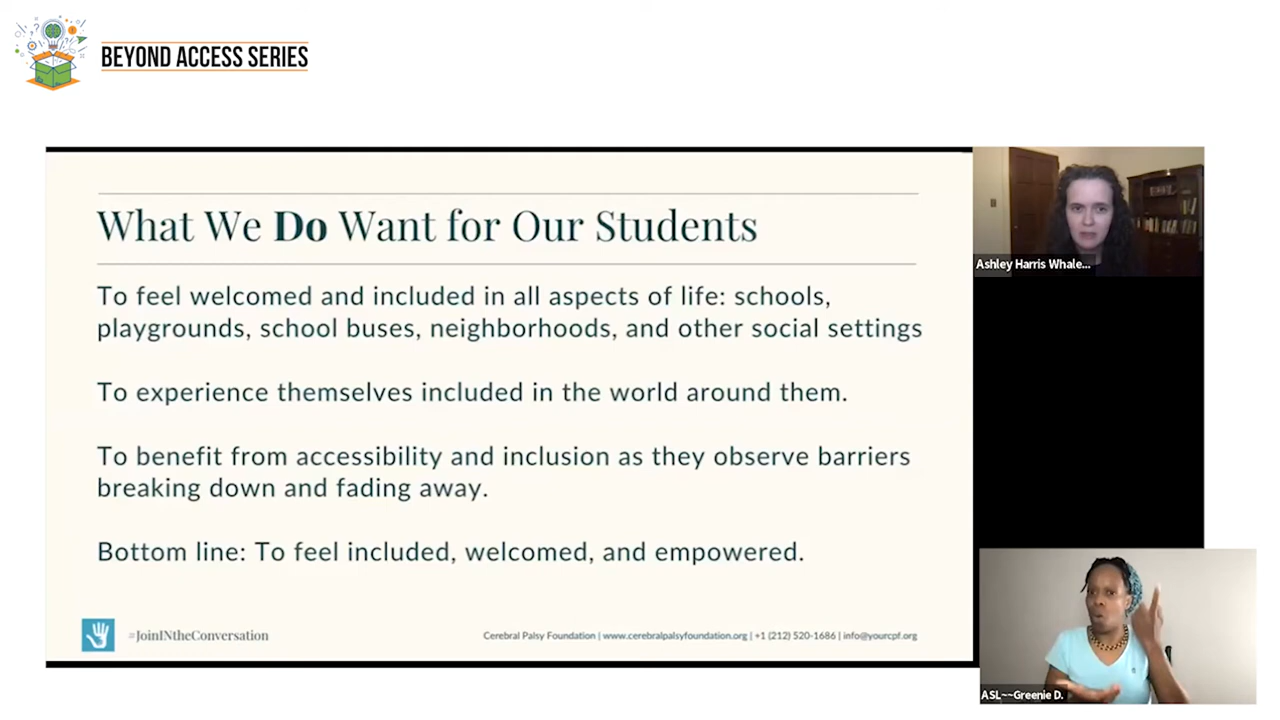 BEYOND ACCESS SERIES
What We Do Want for Our Students
To feel welcomed and included in all aspects of life: schools,
playgrounds, school buses, neighborhoods, and other social settings
To experience themselves included in the world around them.
To benefit from accessibility and inclusion as they observe barriers
breaking down and fading away.
Bottom line: To feel included, welcomed, and empowered.
#JoinINtheConversation
Cerebral Palsy Foundation | www.cerebralpalsyfoundation.org | +1 (212) 520-1686 | info@yourcpf.org
Ashley Harris Whale...
ASL~~Greenie D.